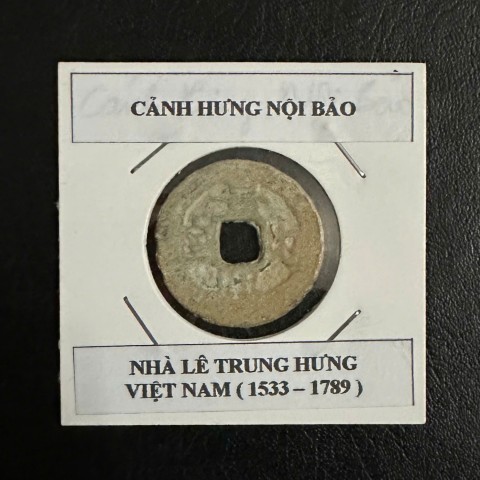 CẢNH HƯNG NỘI BẢO
NHÀ LÊ TRUNG HƯNG
VIỆT NAM ( 1533 – 1789 )